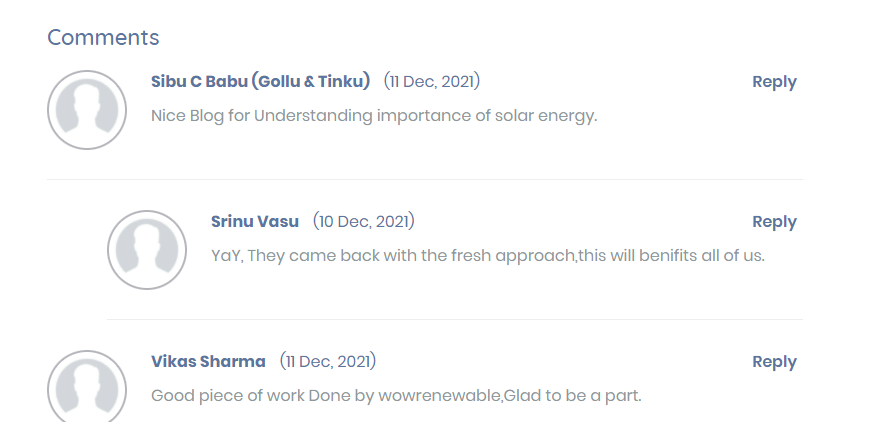 Comments
Sibu C Babu (Gollu & Tinku) (11 Dec, 2021) Reply
Nice Blog for Understanding importance of solar energy.
Srinu Vasu (10 Dec, 2021) Reply
YaY, They came back with the fresh approach,this will benifits all of us.
Vikas Sharma (11 Dec, 2021) Reply
Good piece of work Done by wowrenewable,Glad to be a part.